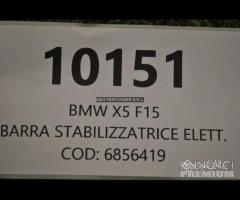 10151
BMW X5 F15
BARRA STABILIZZATRICE ELETT.
COD: 6856419
ANNUNCI
PREMIUM